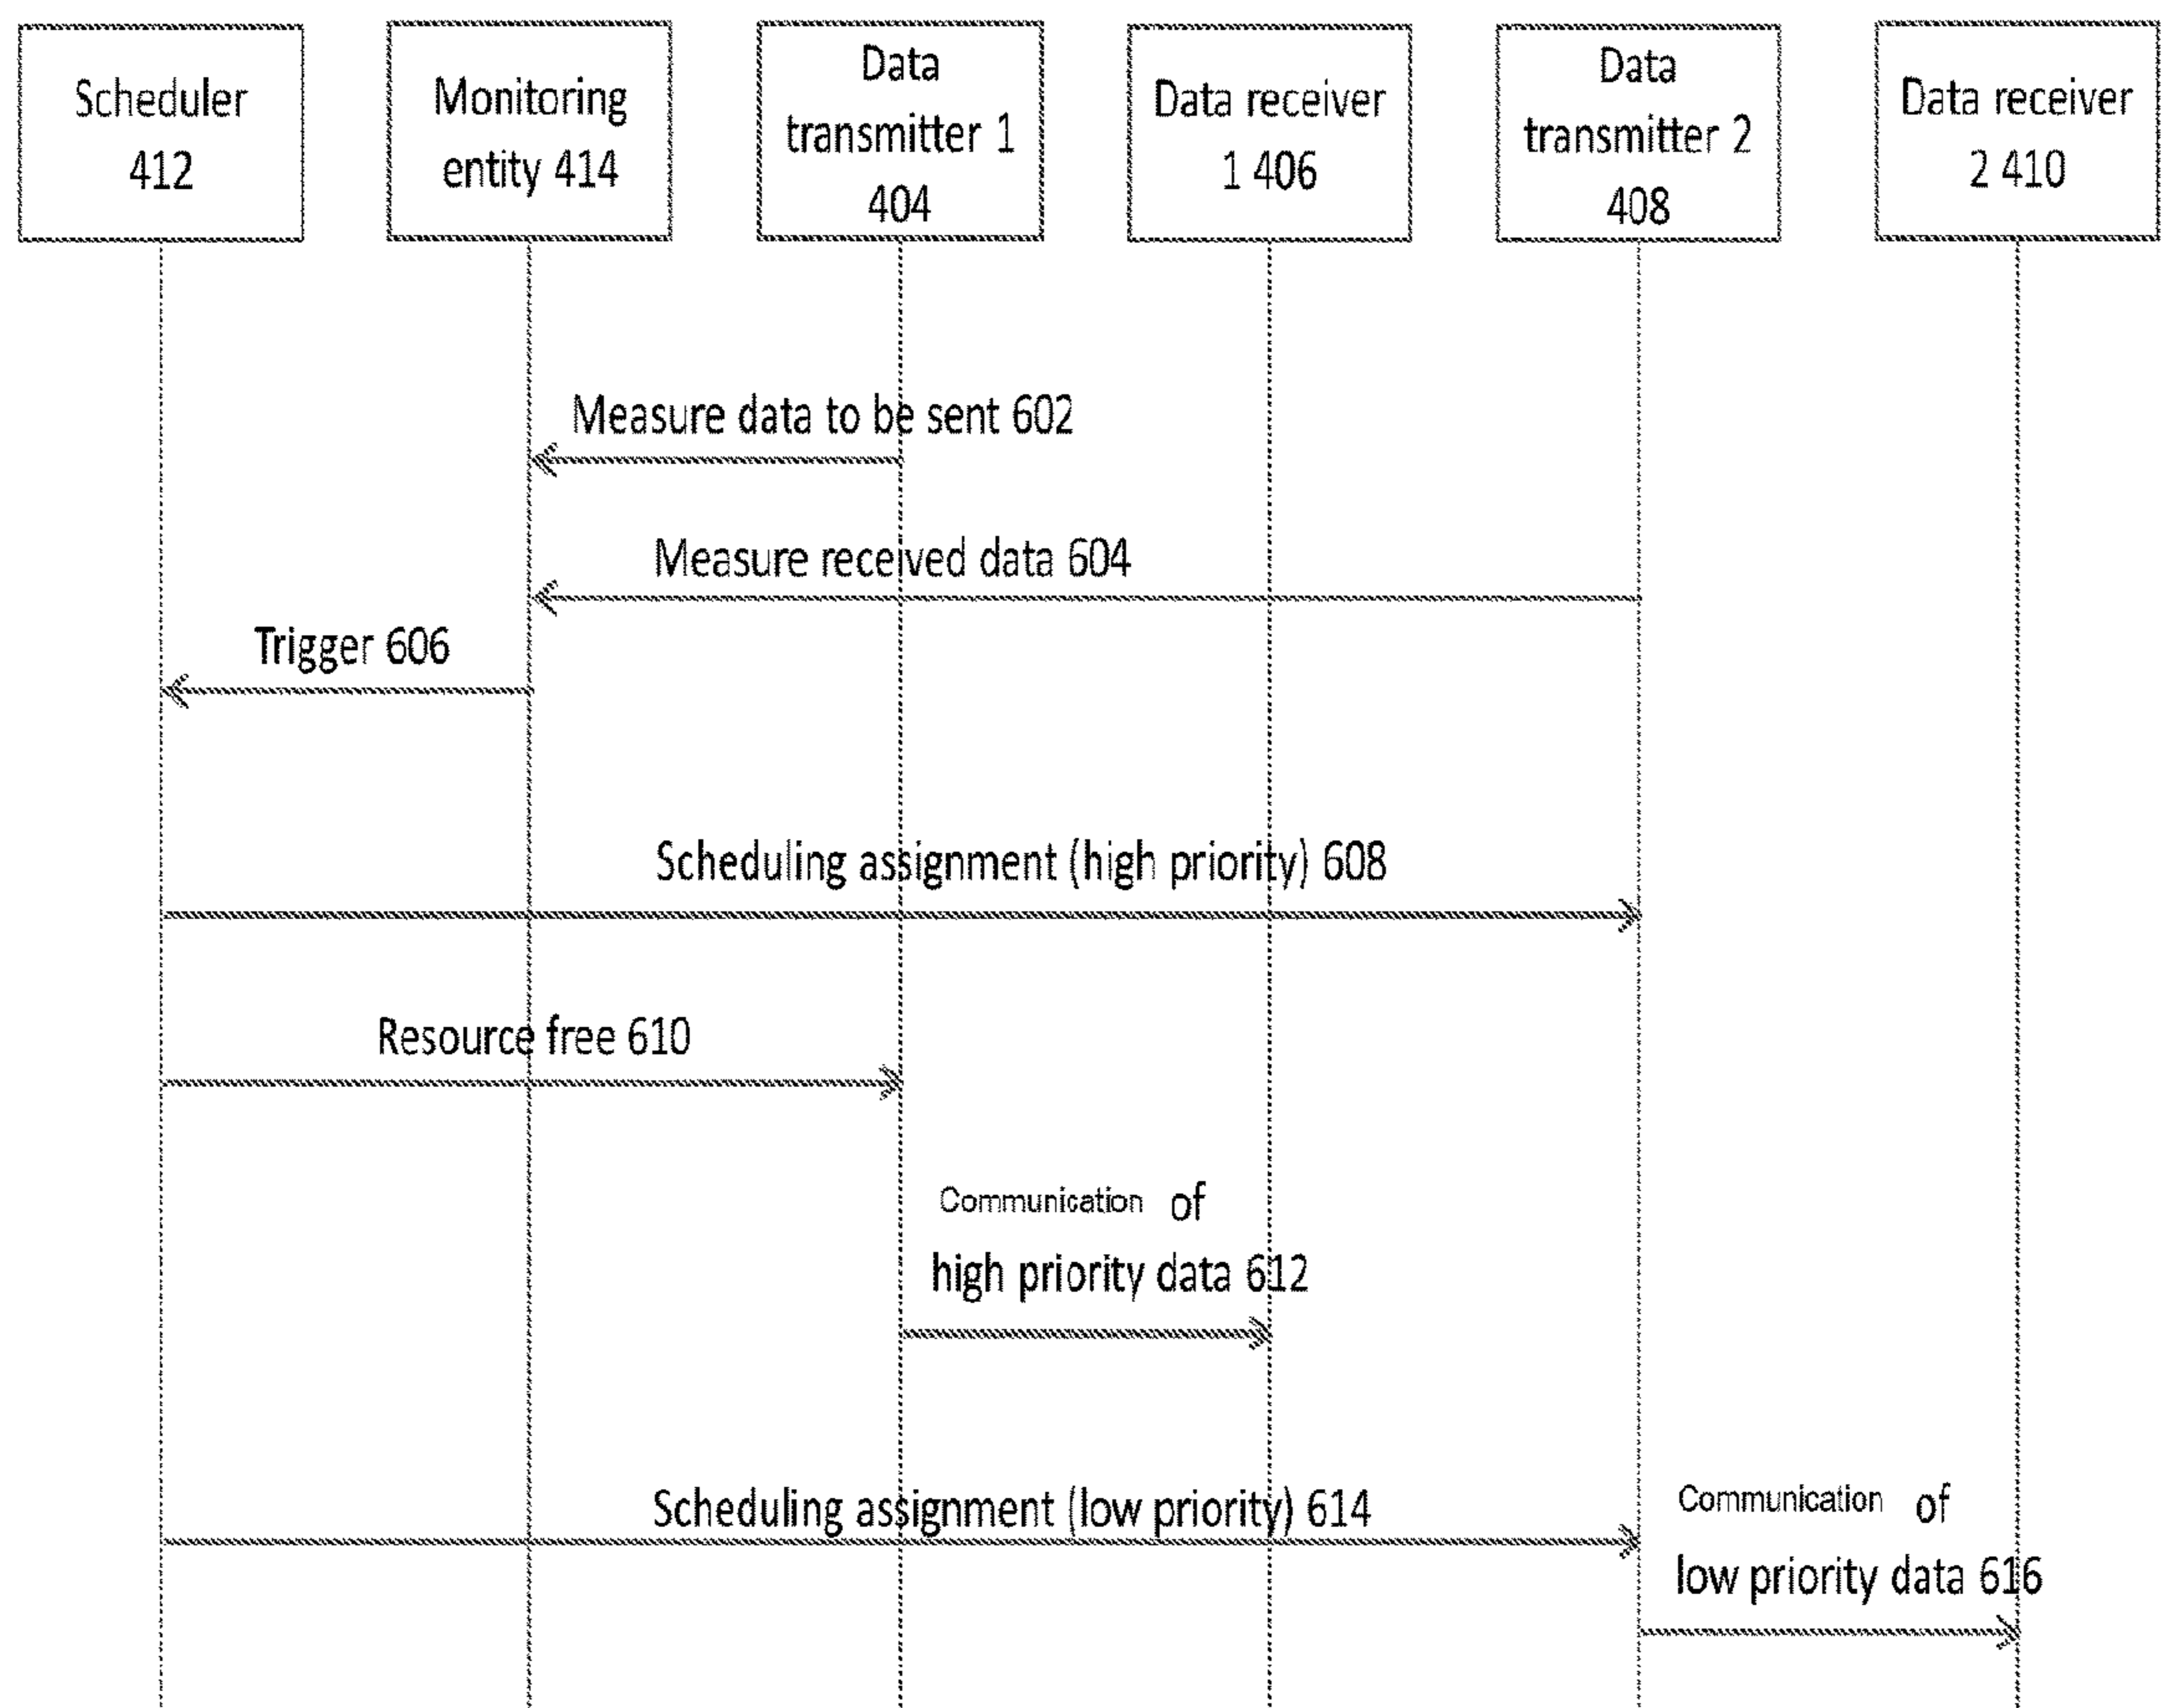 Scheduler
412
Monitoring
entity 414
Data
transmitter 1
404
Data receiver
1 406
Data
transmitter 2
408
Data receiver
2 410
Measure data to be sent 602
Measure received data 604
Trigger 606
Scheduling assignment (high priority) 608
Resource free 610
Communication of
high priority data 612
Scheduling assignment (low priority) 614
Communication of
low priority data 616